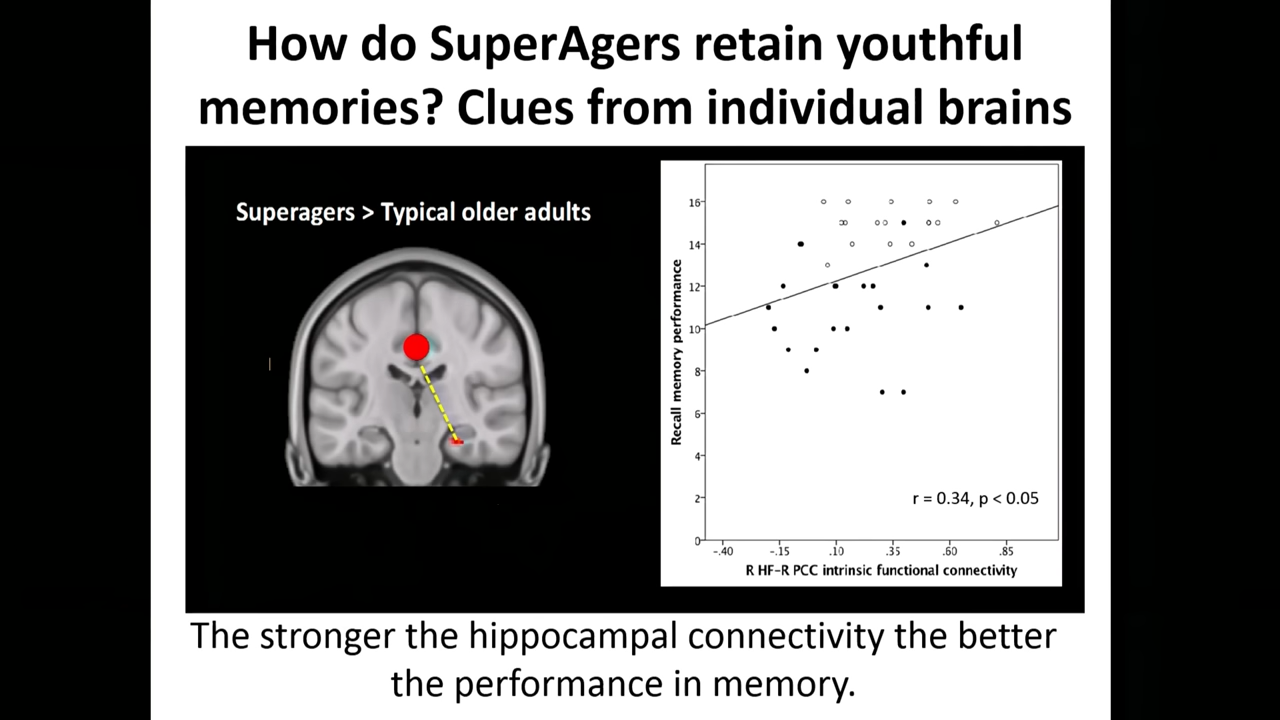 How do SuperAgers retain youthful
memories? Clues from individual brains
Superagers > Typical older adults
Recall memory performance
16
14
12
10
8
6
4
2
0
r = 0.34, p < 0.05
-.40 -.15 .10 .35 .60 .85
R HF-R PCC intrinsic functional connectivity
The stronger the hippocampal connectivity the better
the performance in memory.